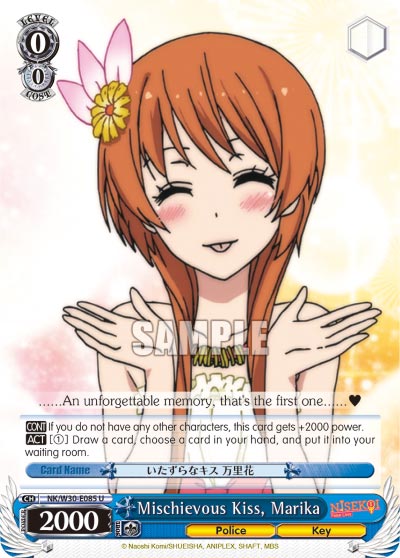 LEVEL
0
0
COST
SAMPLE
......An unforgettable memory, that's the first one......♥
CONT If you do not have any other characters, this card gets +2000 power.
ACT [①] Draw a card, choose a card in your hand, and put it into your
waiting room.
Card Name いたずらなキス 万里花
CH NK/W30-E085 U
Mischievous Kiss, Marika
NISEKOI
POWER 2000 SOUL
Police Key
© Naoshi Komi/SHUEISHA, ANIPLEX, SHAFT, MBS